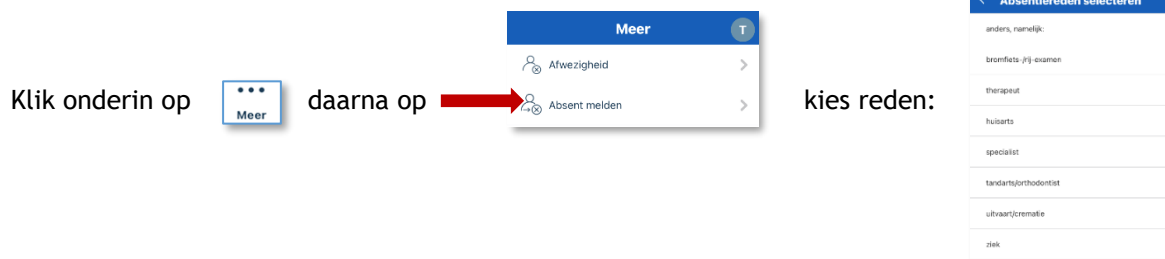 Klik onderin op
•••
Meer
daarna op
Meer
T
Afwezigheid
Absent melden
kies reden:
Absentiereden selecteren
anders, namelijk:
bromfiets-/rij-examen
therapeut
huisarts
specialist
tandarts/orthodontist
uitvaart/crematie
ziek